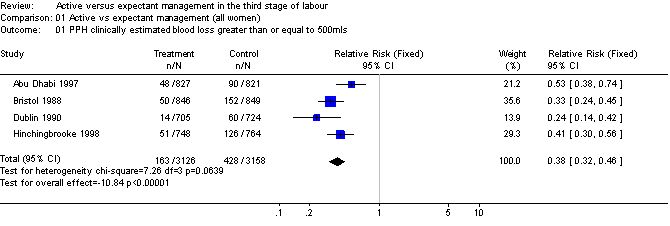 Review: Active versus expectant management in the third stage of labour
Comparison: 01 Active vs expectant management (all women)
Outcome: 01 PPH clinically estimated blood loss greater than or equal to 500mls
Study Treatment Control Relative Risk (Fixed) Weight Relative Risk (Fixed)
n/N n/N 95% CI (%) 95% CI
Abu Dhabi 1997 48 /827 90 /821 21.2 0.53 [0.38, 0.74]
Bristol 1988 50 /846 152 /849 35.6 0.33 [0.24, 0.45]
Dublin 1990 14 /705 60 /724 13.9 0.24 [0.14, 0.42]
Hinchingbrooke 1998 51 /748 126 /764 29.3 0.41 [0.30, 0.56]
Total (95% CI) 163/3126 428 /3158 100.0 0.38 [0.32, 0.46]
Test for heterogeneity chi-square=7.26 df=3 p=0.0639
Test for overall effect=-10.84 p<0.00001
.1 .2 1 5 10